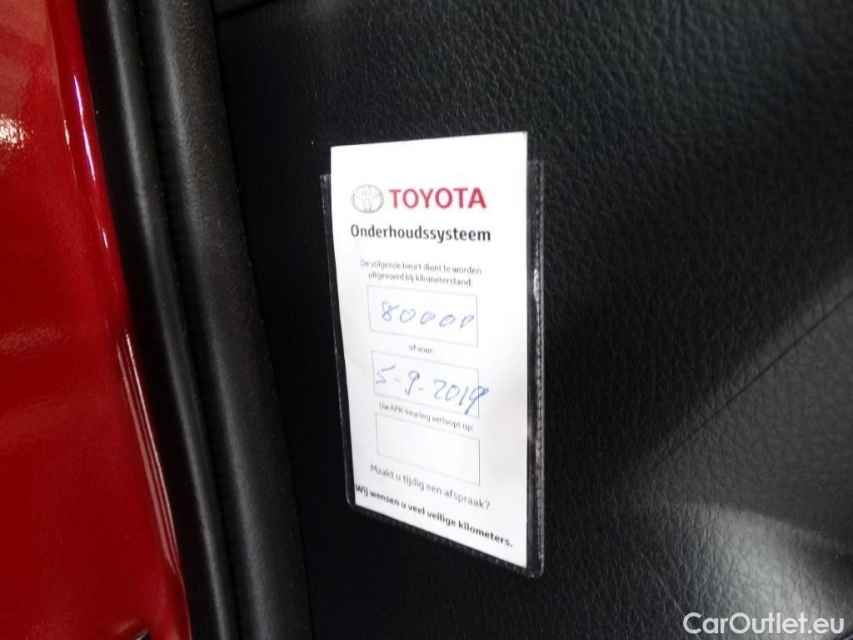 TOYOTA
Onderhoudssysteem
De volgende beurt dient te worden
uitgevoerd bij kilometerstand:
80000
of voor:
5-9-2019
Uw APK-keuring verloopt op:
Maakt u tijdig een afspraak?
Wij wensen u veel veilige kilometers.
CarOutlet.eu